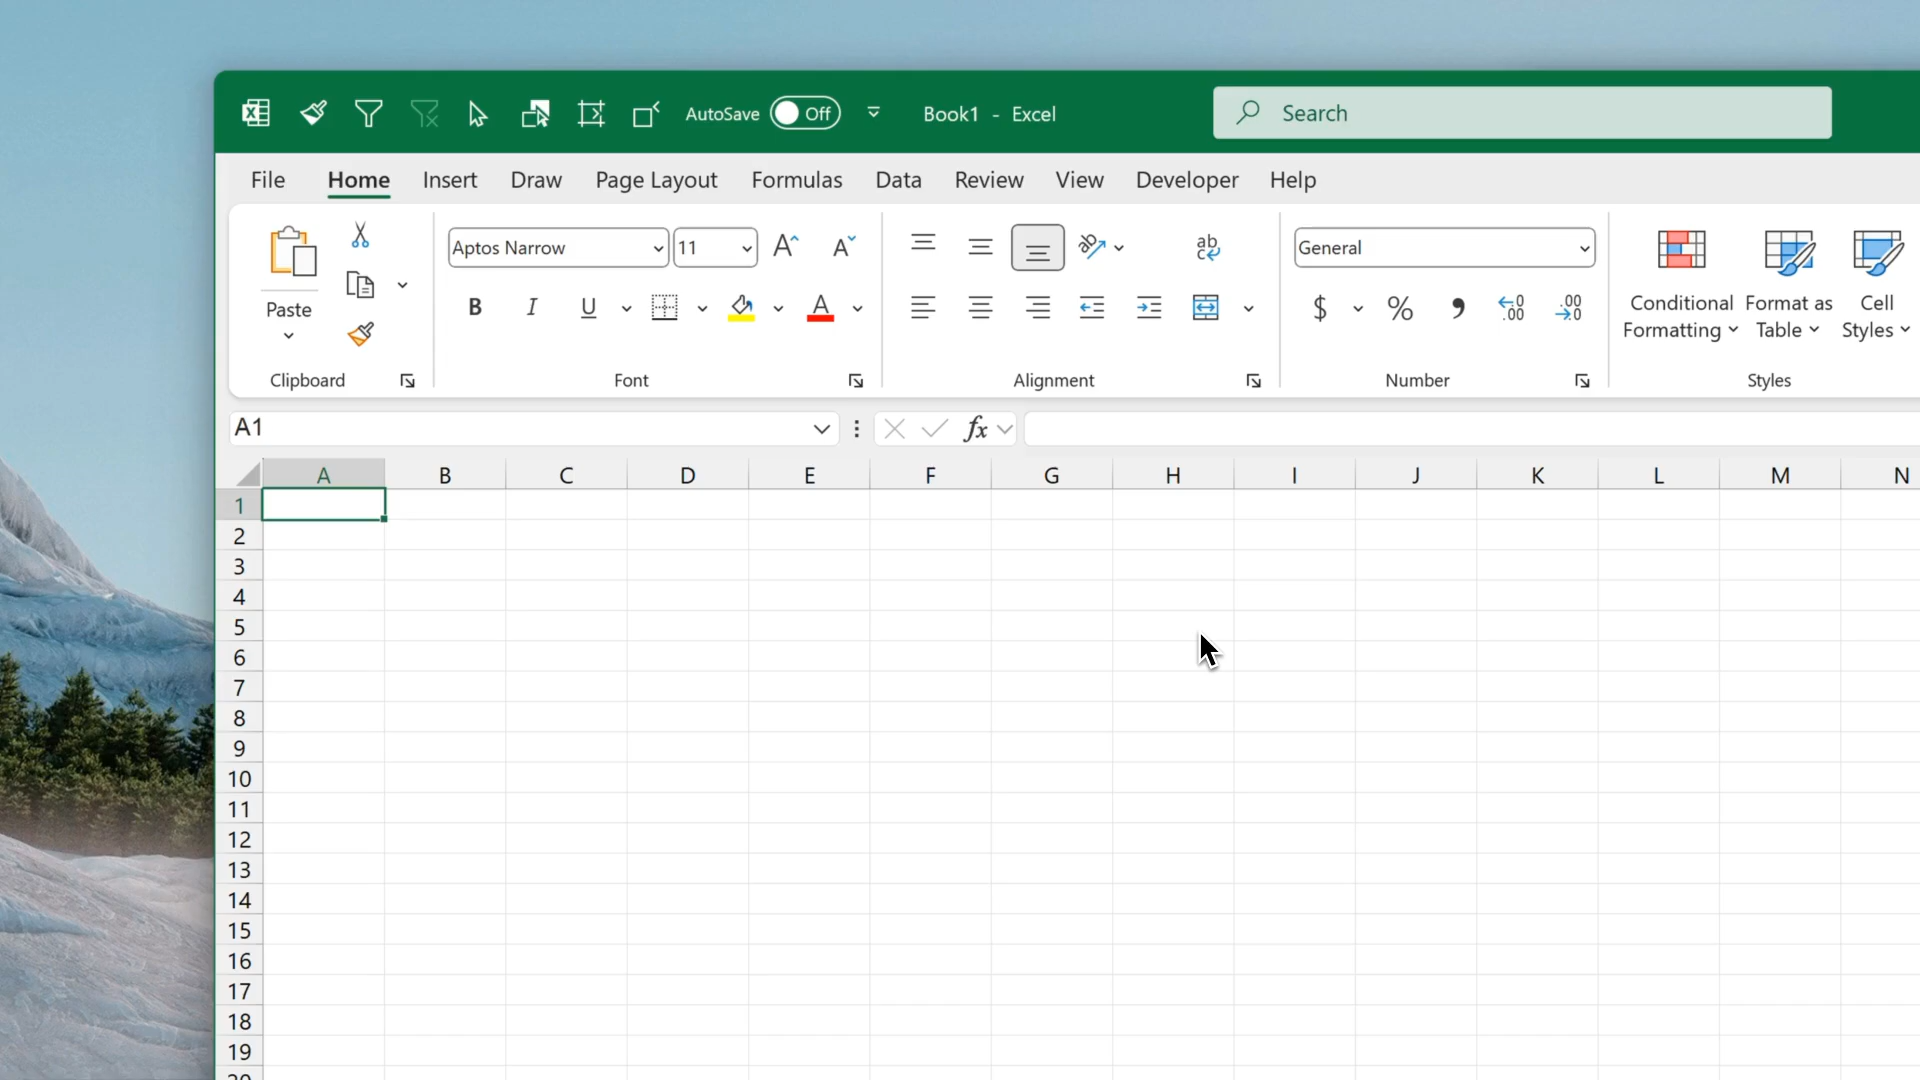 AutoSave Off Book1 - Excel Search
File Home Insert Draw Page Layout Formulas Data Review View Developer Help
Aptos Narrow 11 General
Paste B I U $ % Conditional Formatting Format as Table Cell Styles
Clipboard Font Alignment Number Styles
A1 fx
A B C D E F G H I J K L M N
1
2
3
4
5
6
7
8
9
10
11
12
13
14
15
16
17
18
19